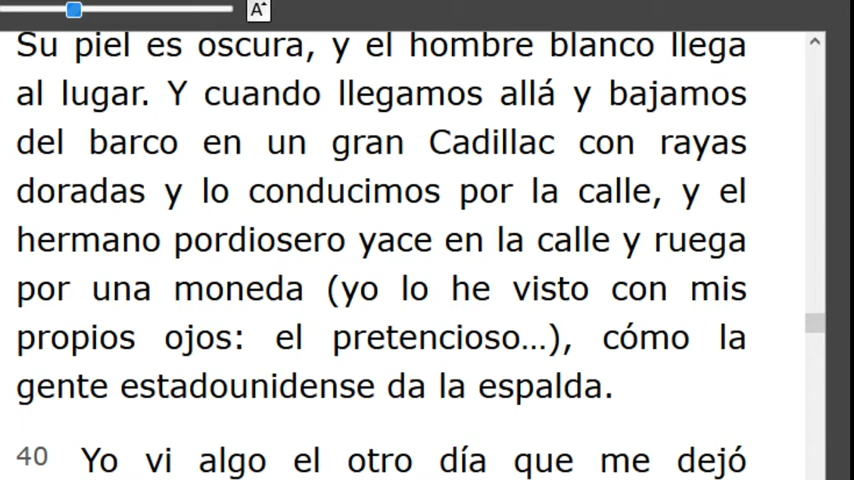 A
Su piel es oscura, y el hombre blanco llega
al lugar. Y cuando llegamos allá y bajamos
del barco en un gran Cadillac con rayas
doradas y lo conducimos por la calle, y el
hermano pordiosero yace en la calle y ruega
por una moneda (yo lo he visto con mis
propios ojos: el pretencioso…), cómo la
gente estadounidense da la espalda.
40 Yo vi algo el otro día que me dejó